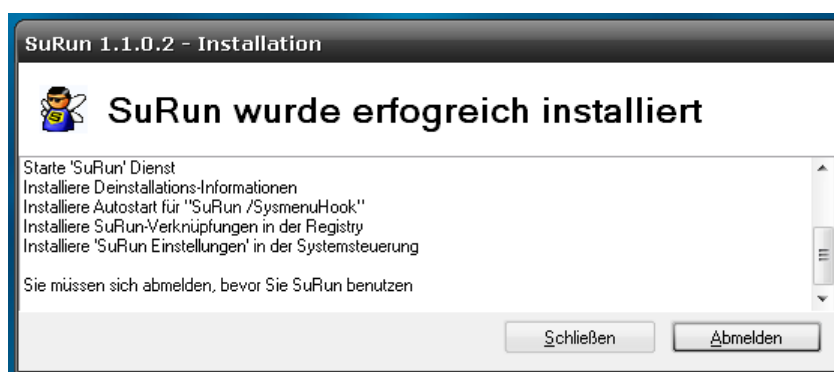 SuRun 1.1.0.2 - Installation
SuRun wurde erfogreich installiert
Starte 'SuRun' Dienst
Installiere Deinstallations-Informationen
Installiere Autostart für "SuRun /SysmenuHook"
Installiere SuRun-Verknüpfungen in der Registry
Installiere 'SuRun Einstellungen' in der Systemsteuerung
Sie müssen sich abmelden, bevor Sie SuRun benutzen
Schließen
Abmelden